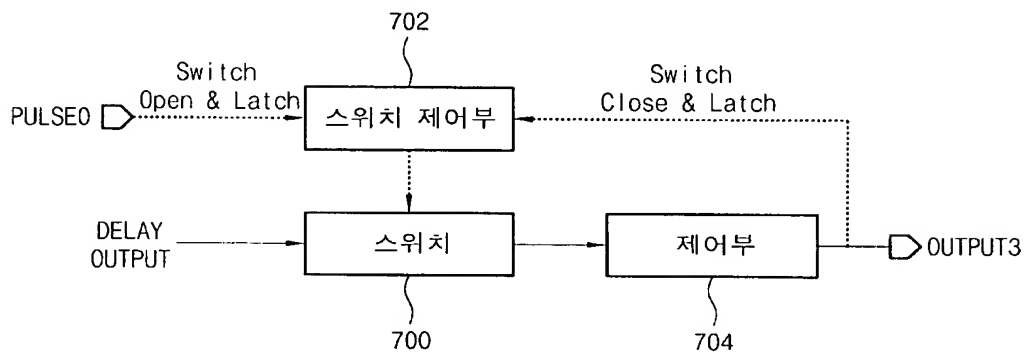 702
Switch
Open & Latch
Switch
Close & Latch
PULSE0
스위치 제어부
DELAY
OUTPUT
스위치
제어부
OUTPUT3
700
704